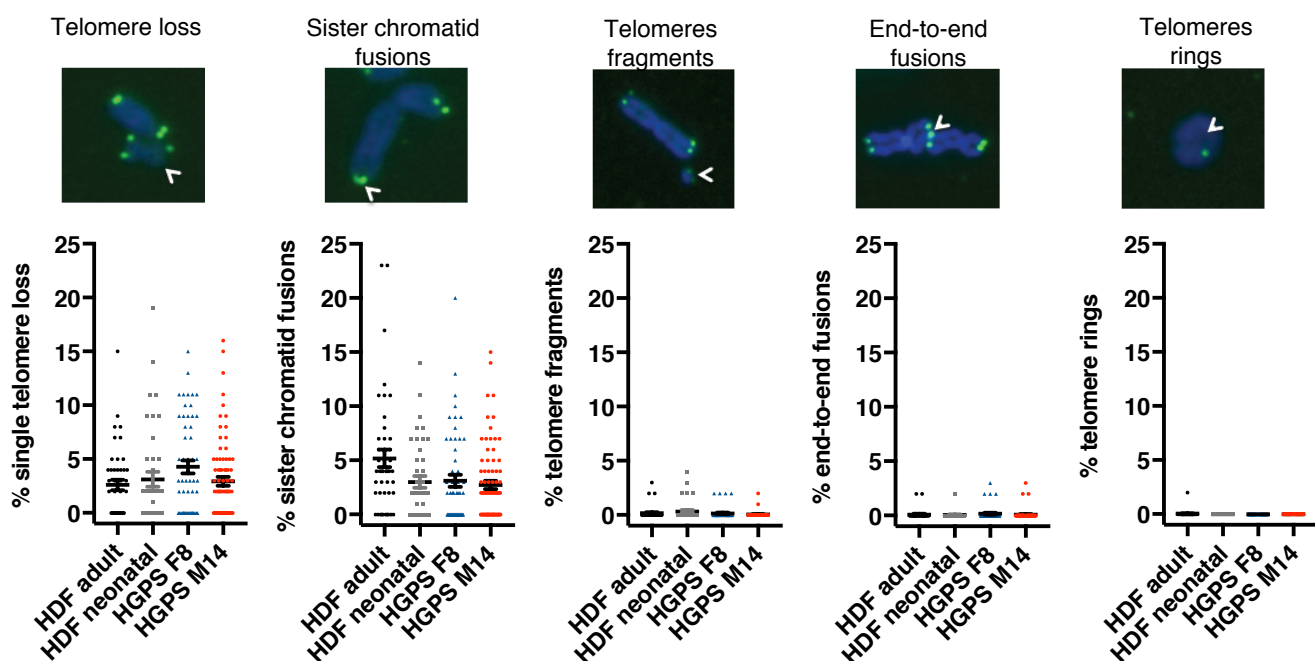 Telomere loss
Sister chromatid
fusions
Telomeres
fragments
End-to-end
fusions
Telomeres
rings
% single telomere loss
25
20
15
10
5
0
HDF adult
HDF neonatal
HGPS F8
HGPS M14
% sister chromatid fusions
25
20
15
10
5
0
HDF adult
HDF neonatal
HGPS F8
HGPS M14
% telomere fragments
25
20
15
10
5
0
HDF adult
HDF neonatal
HGPS F8
HGPS M14
% end-to-end fusions
25
20
15
10
5
0
HDF adult
HDF neonatal
HGPS F8
HGPS M14
% telomere rings
25
20
15
10
5
0
HDF adult
HDF neonatal
HGPS F8
HGPS M14